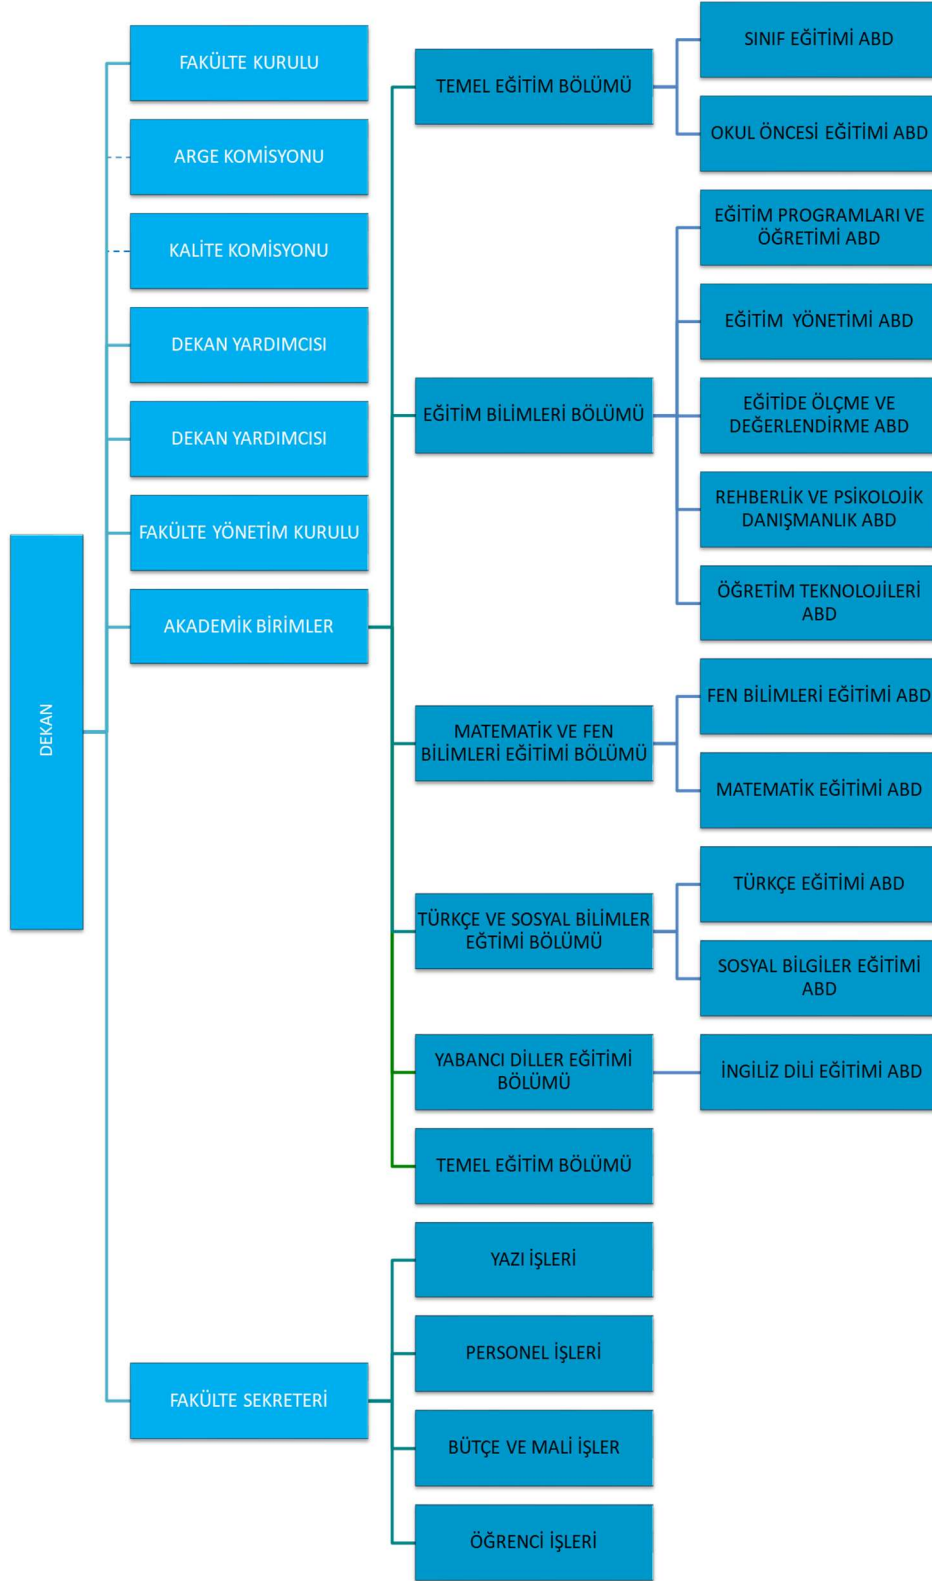 DEKAN
FAKÜLTE KURULU
ARGE KOMİSYONU
KALİTE KOMİSYONU
DEKAN YARDIMCISI
DEKAN YARDIMCISI
FAKÜLTE YÖNETİM KURULU
AKADEMİK BİRİMLER
TEMEL EĞİTİM BÖLÜMÜ
SINIF EĞİTİMİ ABD
OKUL ÖNCESİ EĞİTİMİ ABD
EĞİTİM BİLİMLERİ BÖLÜMÜ
EĞİTİM PROGRAMLARI VE
ÖĞRETİMİ ABD
EĞİTİM YÖNETİMİ ABD
EĞİTİDE ÖLÇME VE
DEĞERLENDİRME ABD
REHBERLİK VE PSİKOLOJİK
DANIŞMANLIK ABD
ÖĞRETİM TEKNOLOJİLERİ
ABD
MATEMATİK VE FEN
BİLİMLERİ EĞİTİMİ BÖLÜMÜ
FEN BİLİMLERİ EĞİTİMİ ABD
MATEMATİK EĞİTİMİ ABD
TÜRKÇE VE SOSYAL BİLİMLER
EĞTİMİ BÖLÜMÜ
TÜRKÇE EĞİTİMİ ABD
SOSYAL BİLGİLER EĞİTİMİ
ABD
YABANCI DİLLER EĞİTİMİ
BÖLÜMÜ
İNGİLİZ DİLİ EĞİTİMİ ABD
TEMEL EĞİTİM BÖLÜMÜ
FAKÜLTE SEKRETERİ
YAZI İŞLERİ
PERSONEL İŞLERİ
BÜTÇE VE MALİ İŞLER
ÖĞRENCİ İŞLERİ